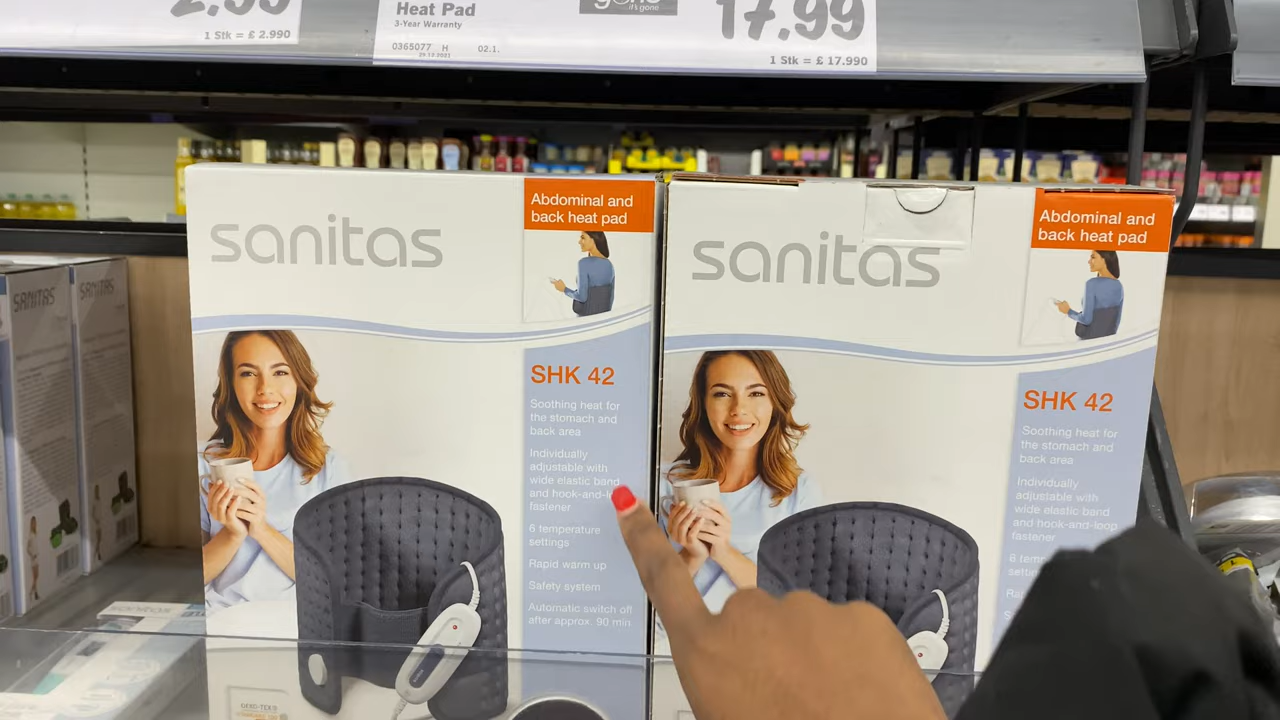 1 Stk = £ 2.990
Heat Pad
3-Year Warranty
0365077 H 02.1.
17.99
1 Stk = £ 17.990
SANITAS
SANITAS
sanitas
Abdominal and
back heat pad
SHK 42
Soothing heat for
the stomach and
back area
Individually
adjustable with
wide elastic band
and hook-and-
fastener
6 temperature
settings
Rapid warm up
Safety system
Automatic switch off
after approx. 90 min
sanitas
Abdominal and
back heat pad
SHK 42
Soothing heat for
the stomach and
back area
Individually
adjustable with
wide elastic band
and hook-and-loop
fastener
sanitas